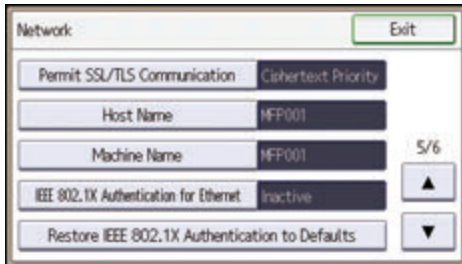 Network
Exit
Permit SSL/TLS Communication
Ciphertext Priority
Host Name
MFP001
Machine Name
MFP001
5/6
IEEE 802.1X Authentication for Ethernet
Inactive
▲
Restore IEEE 802.1X Authentication to Defaults
▼